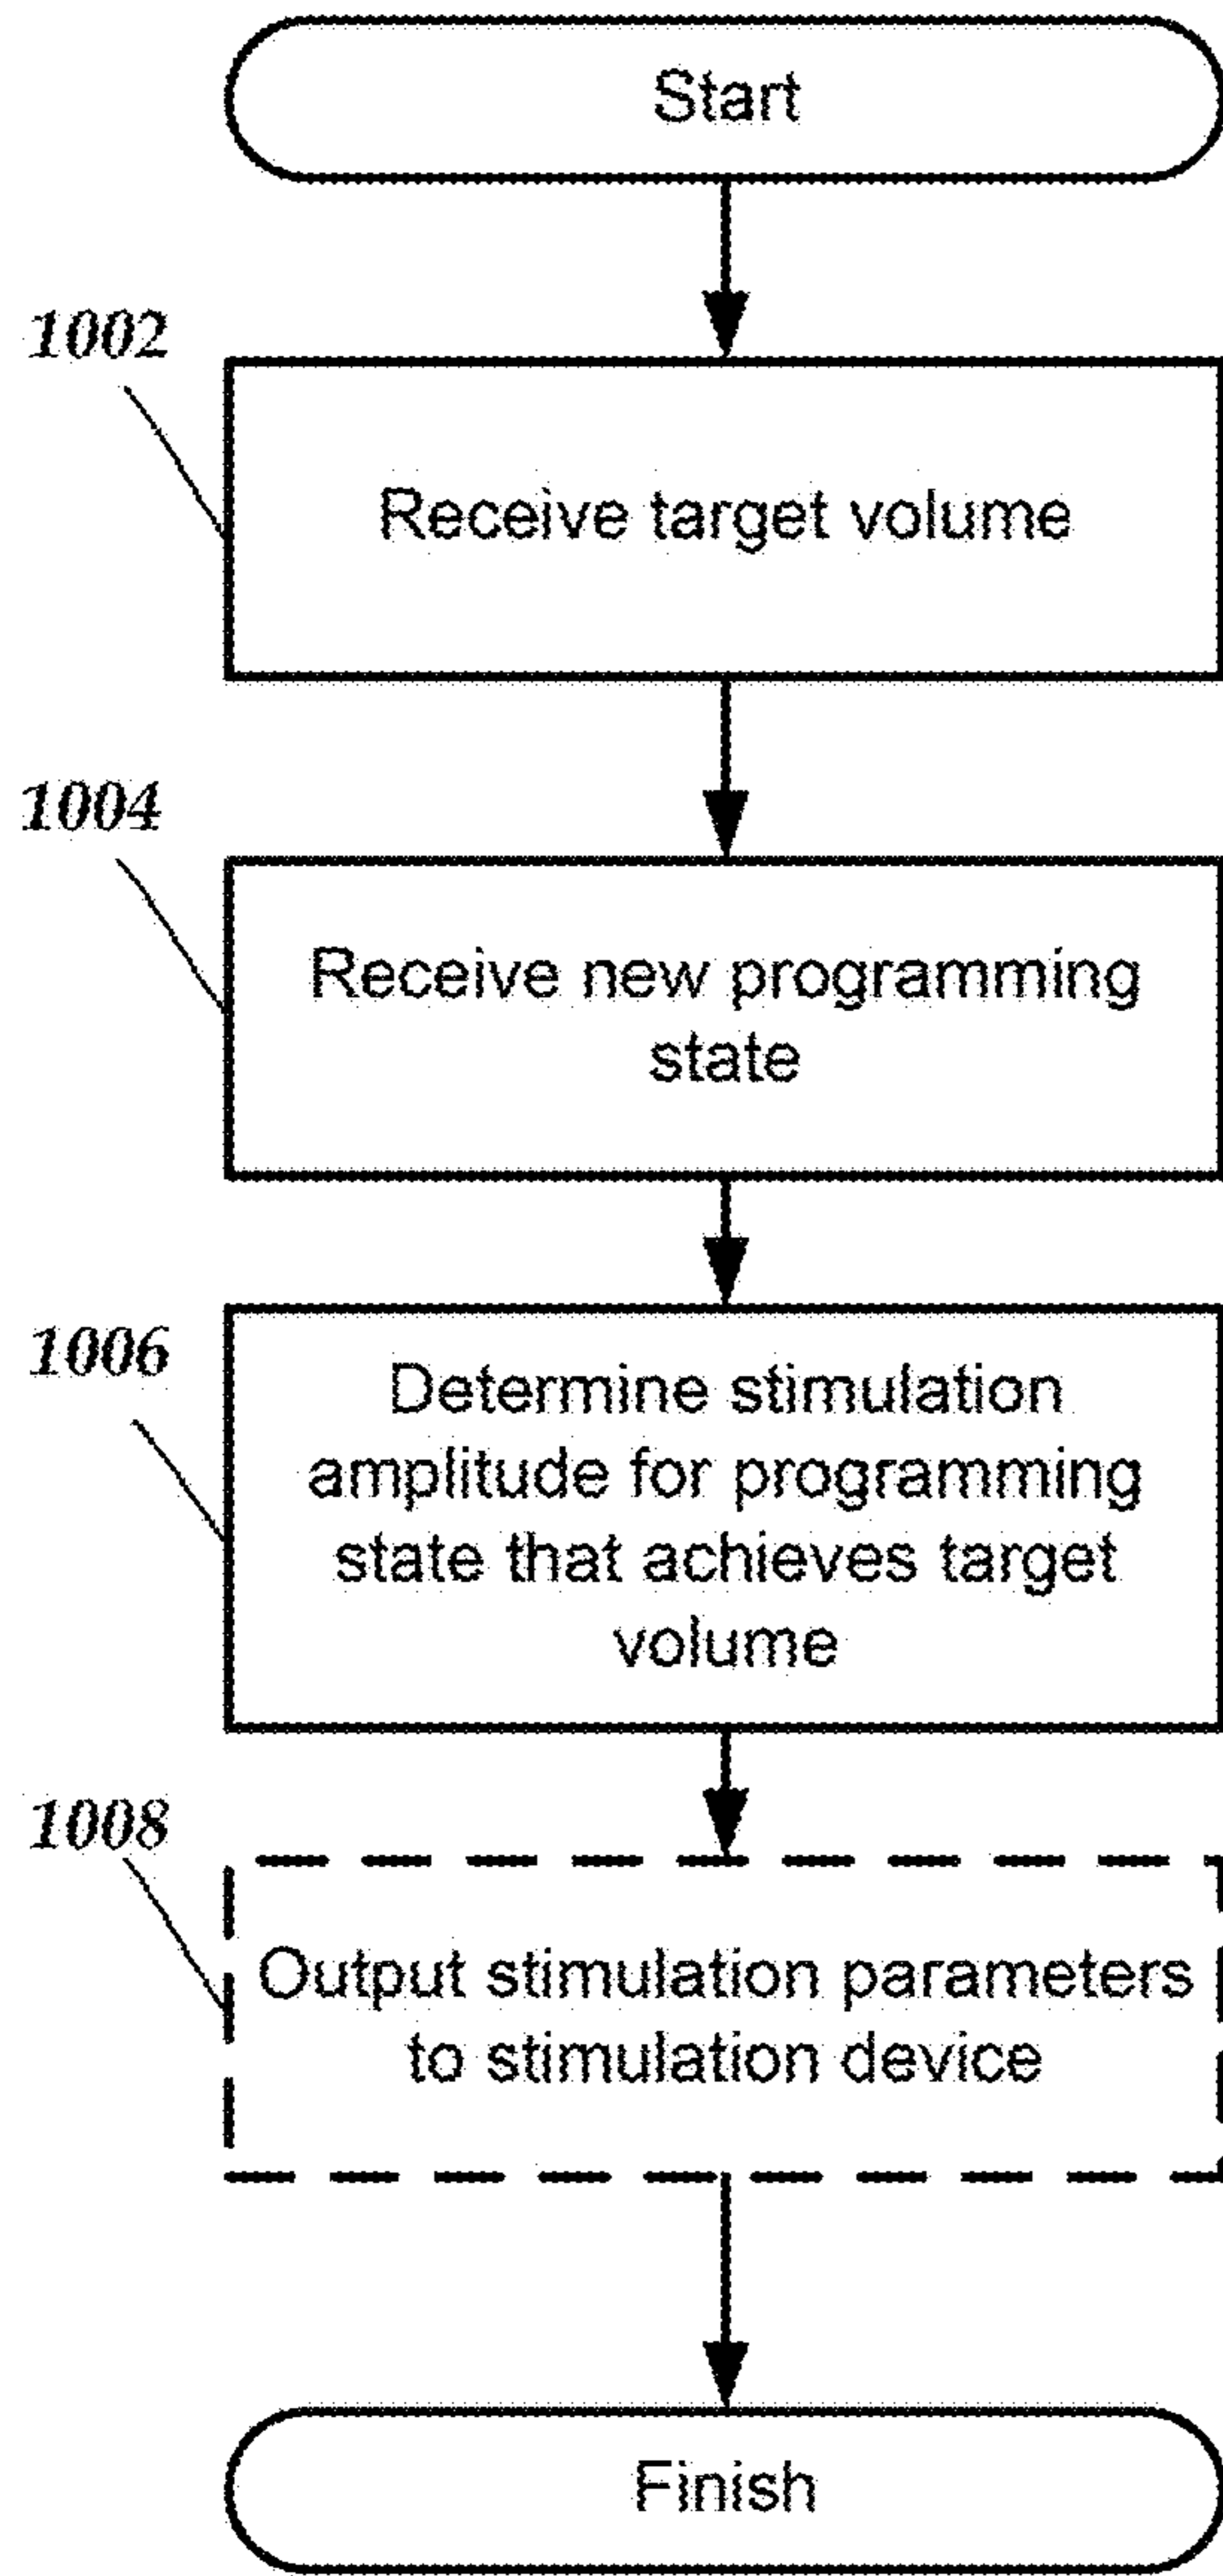 Start
1002
Receive target volume
1004
Receive new programming
state
1006
Determine stimulation
amplitude for programming
state that achieves target
volume
1008
Output stimulation parameters
to stimulation device
Finish